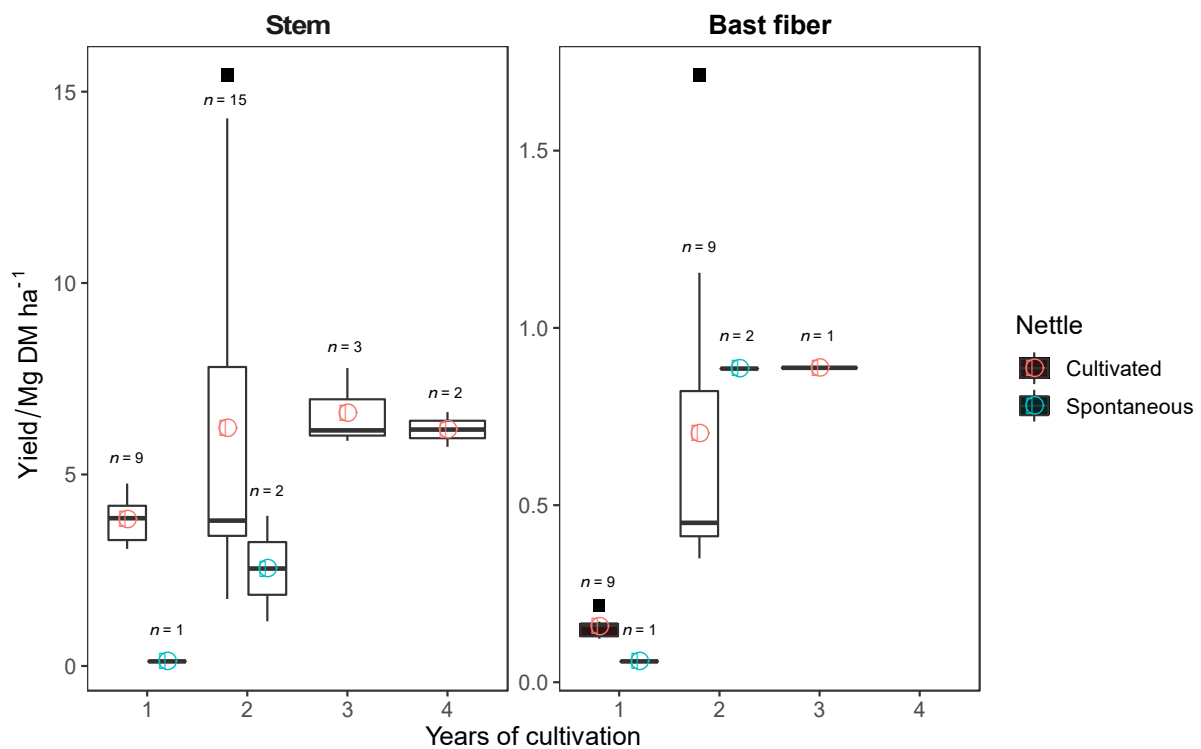 Stem
Bast fiber
Yield/Mg DM ha⁻¹
15
10
5
0
n = 9
n = 1
n = 15
n = 2
n = 3
n = 2
1 2 3 4
1.5
1.0
0.5
0.0
n = 9
n = 1
n = 9
n = 2
n = 1
1 2 3 4
Years of cultivation
Nettle
Cultivated
Spontaneous